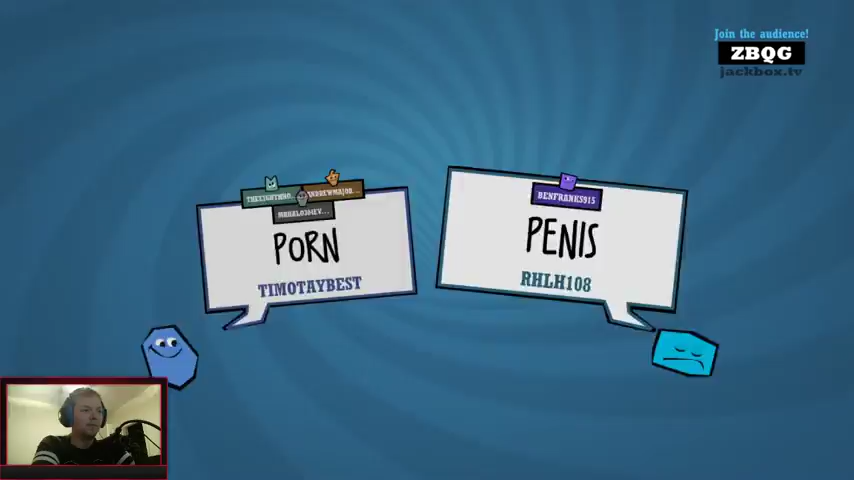 Join the audience!
ZBQG
jackbox.tv
BENFRANKS915
PORN
TIMOTAYBEST
PENIS
RHLH108